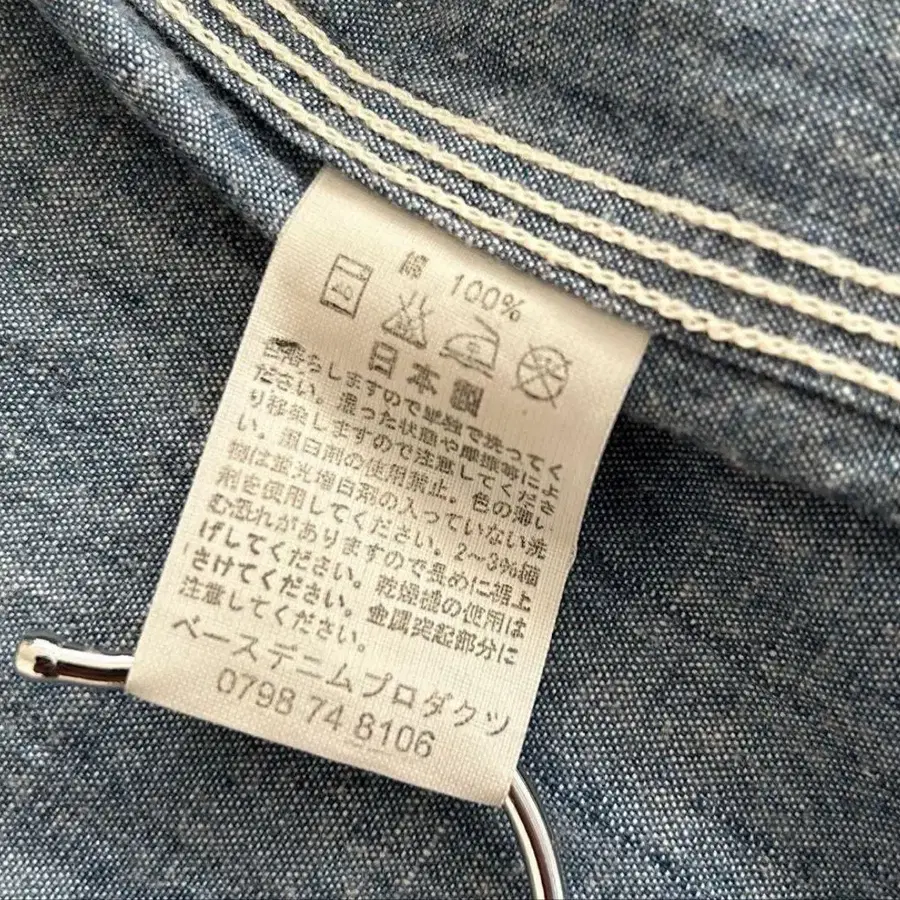 綿 100%
日本製
色落ちしますので単独で洗ってく
ださい。湿った状態や摩擦等によ
り移染しますので注意してくださ
い。蛍白剤の使用禁止。色の薄い
物は蛍光増白剤の入っていない洗
剤を使用してください。2~3%縮
む恐れがありますので長めに裾上
げしてください。乾燥機の使用は
さけてください。金属突起部分に
注意してください。
ベースデニムプロダクツ
0798 74 8106